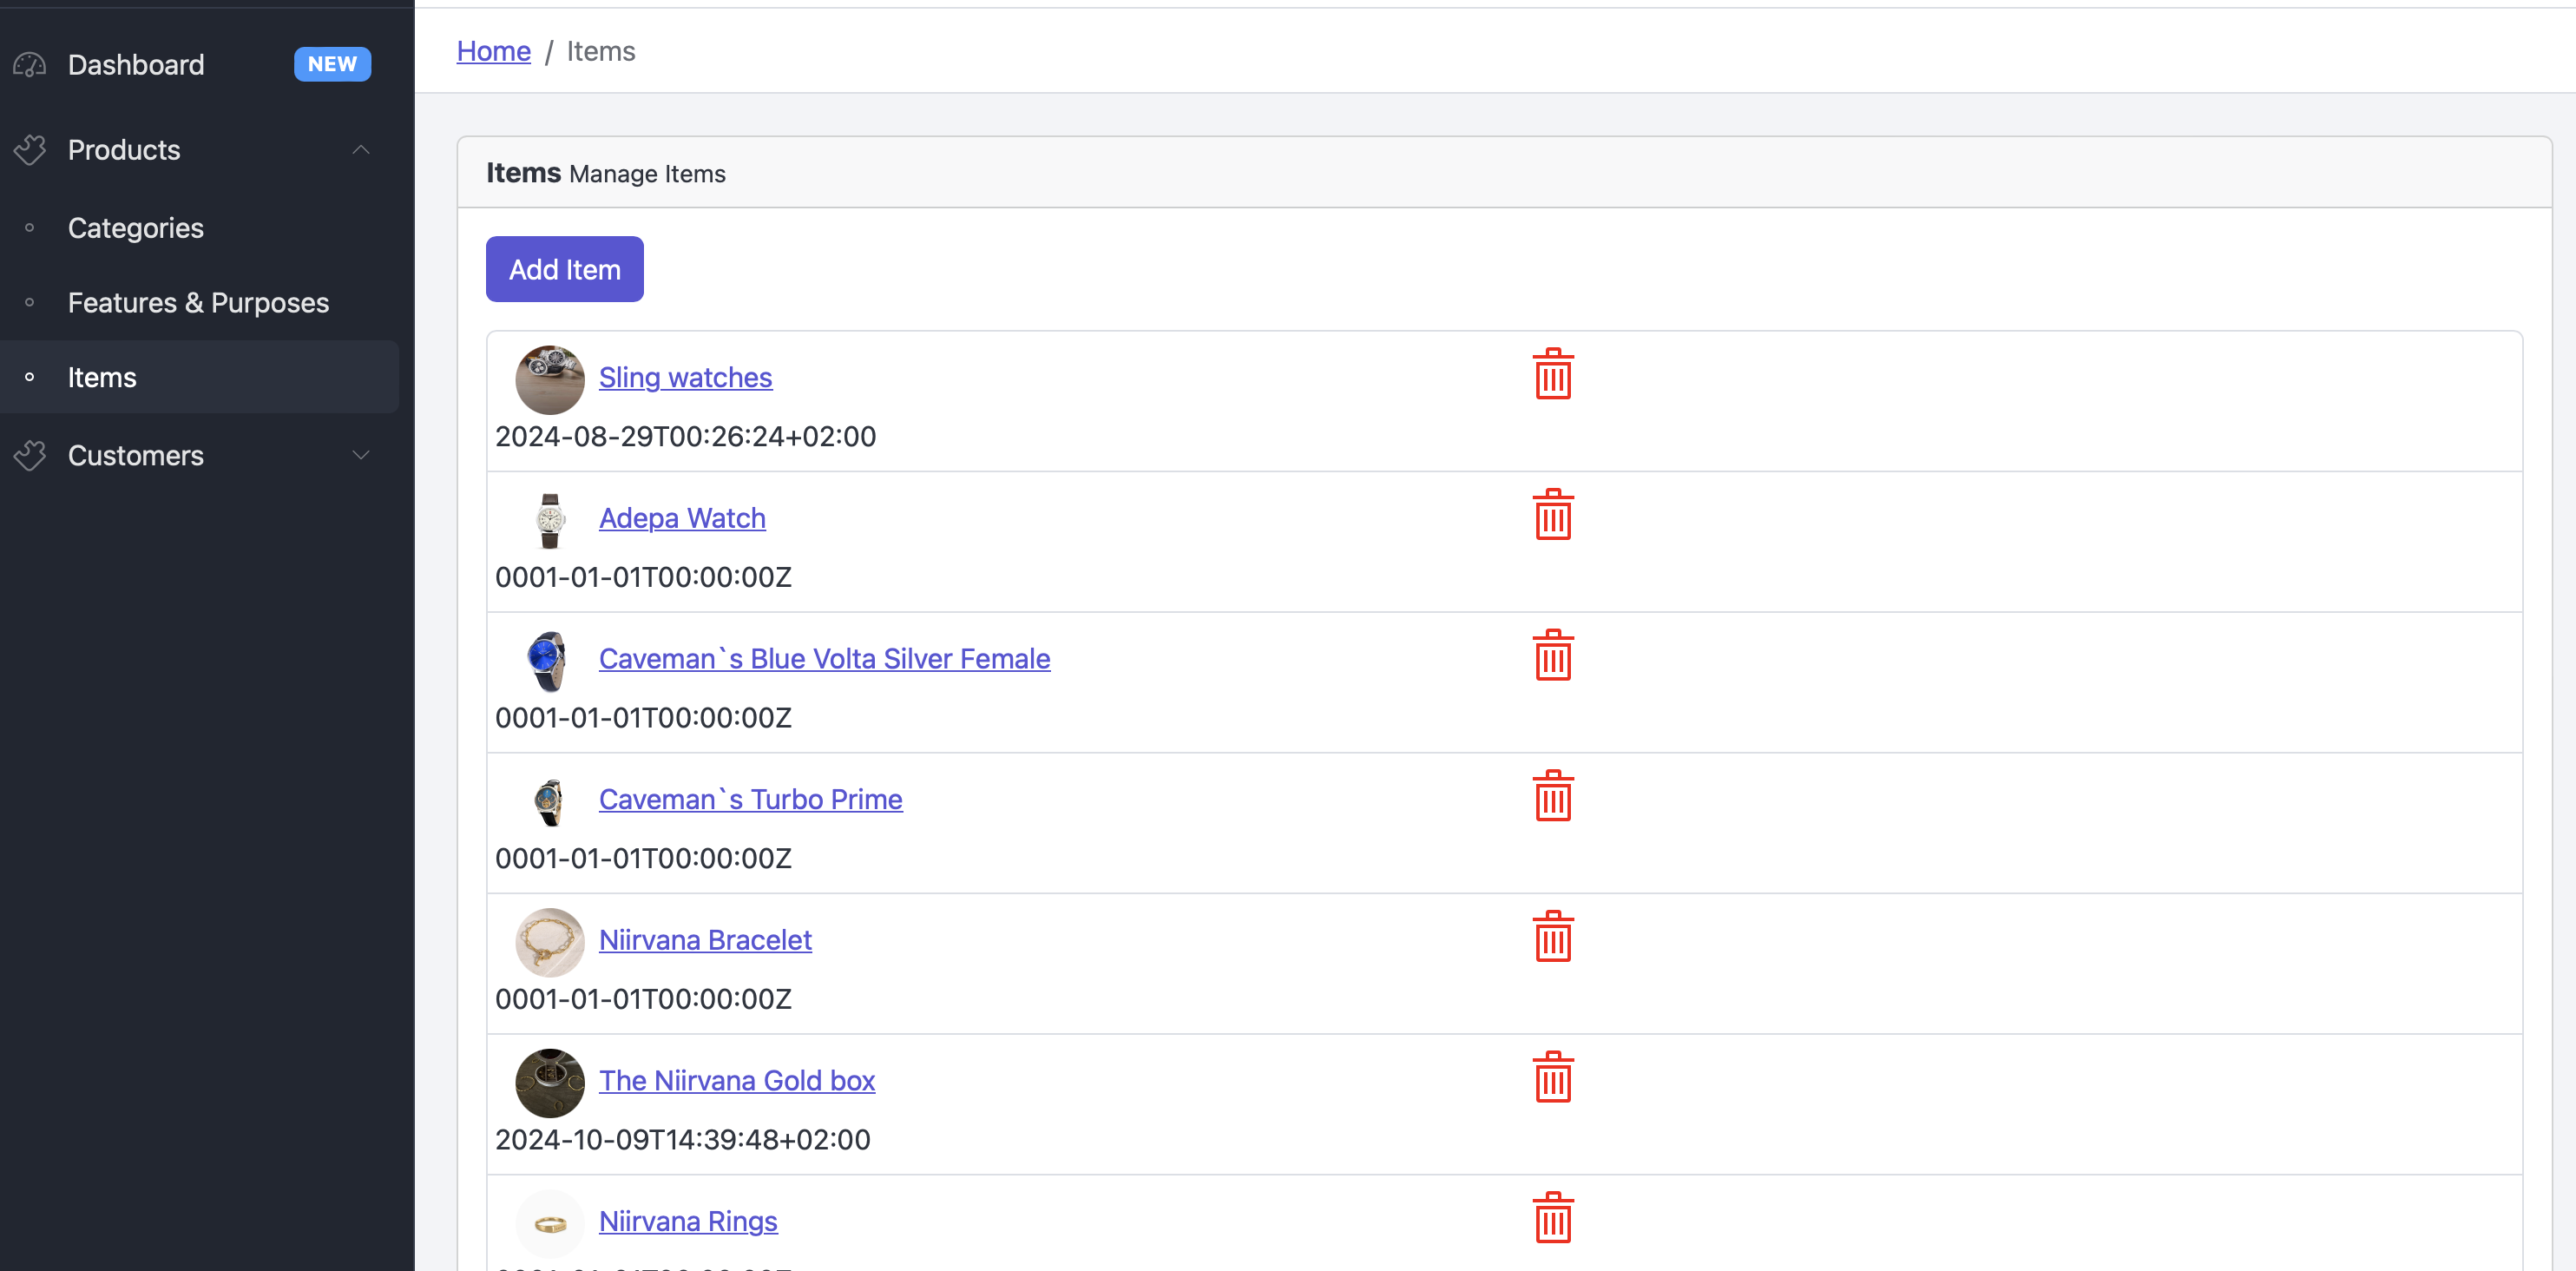 Dashboard NEW
Products
Categories
Features & Purposes
Items
Customers
Home / Items
Items Manage Items
Add Item
Sling watches
2024-08-29T00:26:24+02:00
Adepa Watch
0001-01-01T00:00:00Z
Caveman`s Blue Volta Silver Female
0001-01-01T00:00:00Z
Caveman`s Turbo Prime
0001-01-01T00:00:00Z
Niirvana Bracelet
0001-01-01T00:00:00Z
The Niirvana Gold box
2024-10-09T14:39:48+02:00
Niirvana Rings